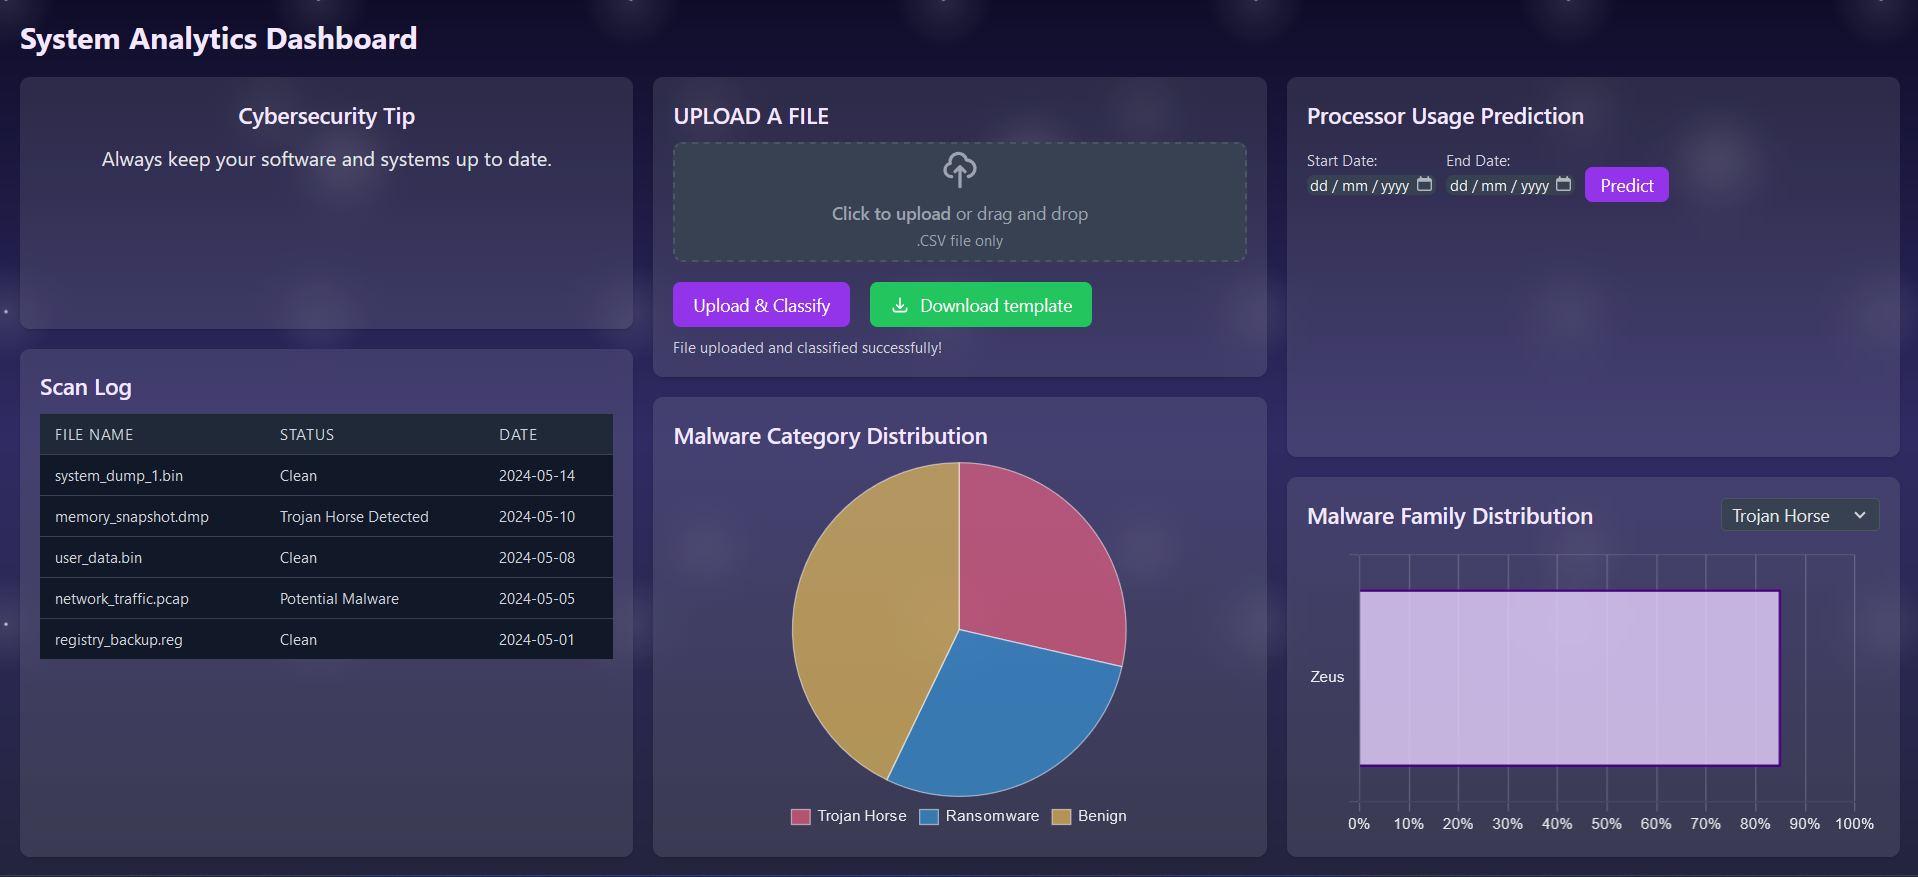 System Analytics Dashboard
Cybersecurity Tip
Always keep your software and systems up to date.
Scan Log
FILE NAME STATUS DATE
system_dump_1.bin Clean 2024-05-14
memory_snapshot.dmp Trojan Horse Detected 2024-05-10
user_data.bin Clean 2024-05-08
network_traffic.pcap Potential Malware 2024-05-05
registry_backup.reg Clean 2024-05-01
UPLOAD A FILE
Click to upload or drag and drop
.CSV file only
Upload & Classify Download template
File uploaded and classified successfully!
Malware Category Distribution
Trojan Horse Ransomware Benign
Processor Usage Prediction
Start Date: End Date:
dd / mm / yyyy dd / mm / yyyy Predict
Malware Family Distribution Trojan Horse
Zeus
0% 10% 20% 30% 40% 50% 60% 70% 80% 90% 100%